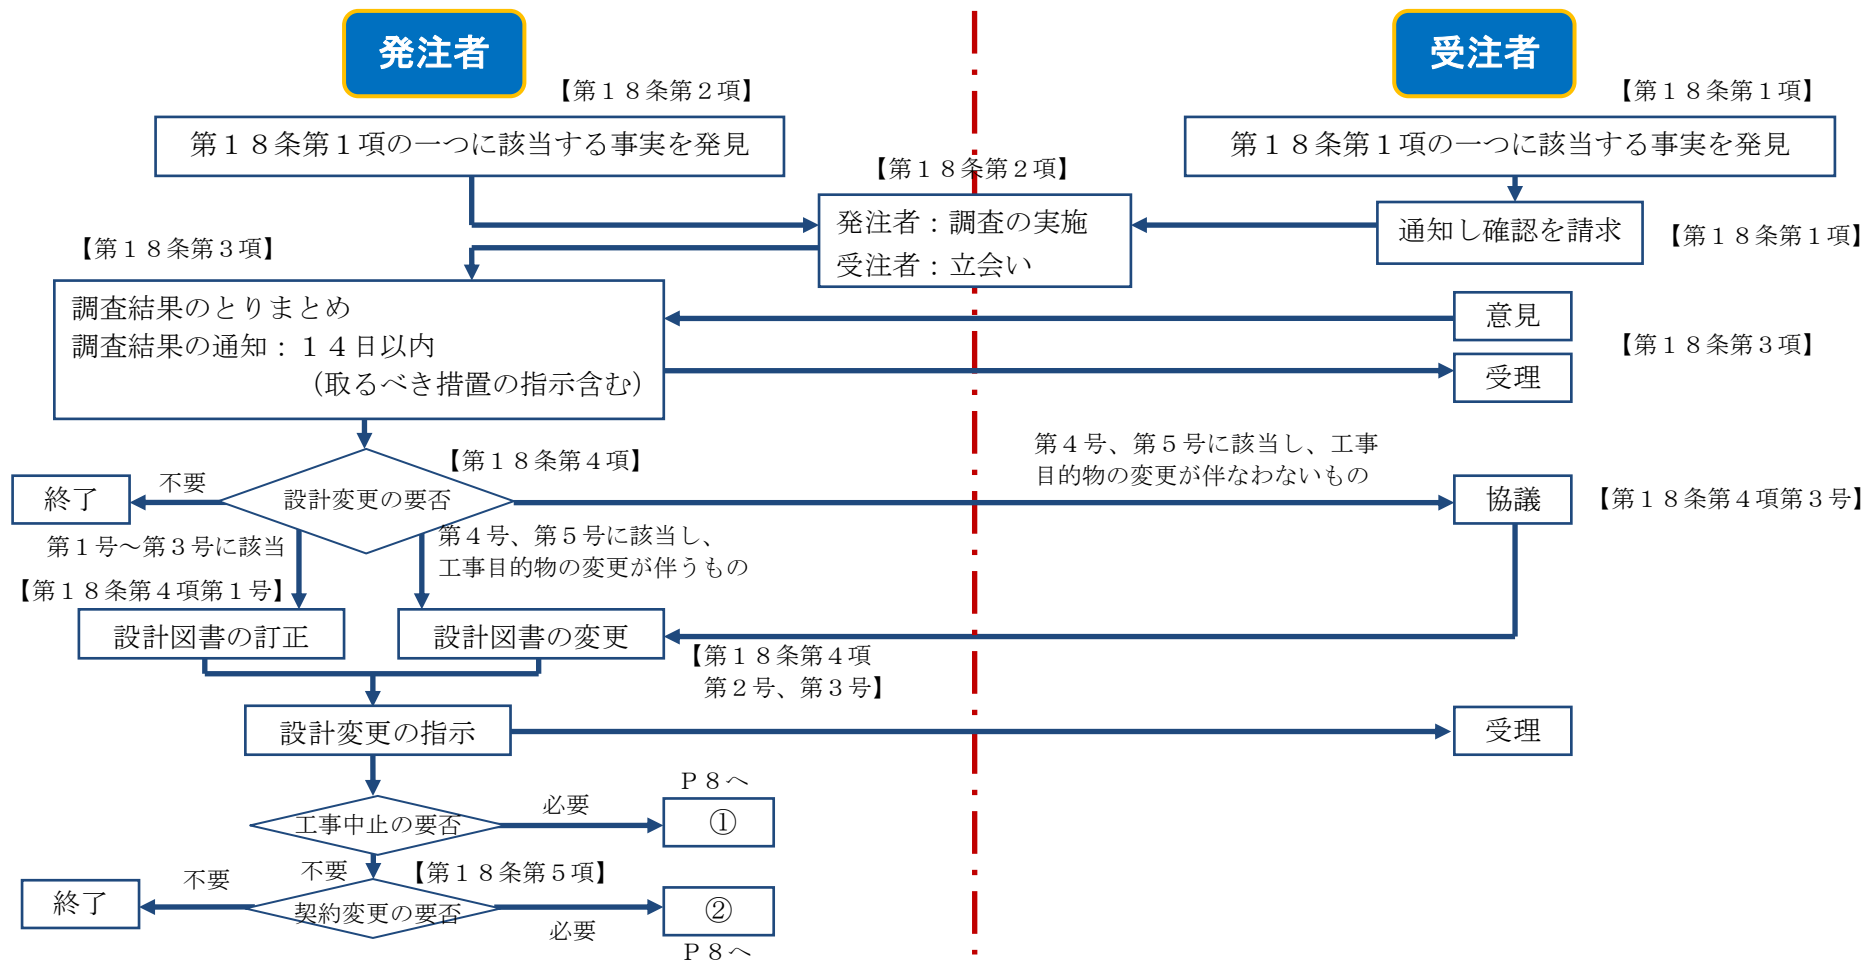 発注者
受注者
【第１８条第２項】
【第１８条第１項】
第１８条第１項の一つに該当する事実を発見
第１８条第１項の一つに該当する事実を発見
【第１８条第２項】
発注者：調査の実施
受注者：立会い
通知し確認を請求
【第１８条第１項】
【第１８条第３項】
調査結果のとりまとめ
調査結果の通知：１４日以内
（取るべき措置の指示含む）
意見
【第１８条第３項】
受理
【第１８条第４項】
第４号、第５号に該当し、工事
目的物の変更が伴なわないもの
終了
不要
設計変更の要否
協議
【第１８条第４項第３号】
第１号～第３号に該当
第４号、第５号に該当し、
工事目的物の変更が伴うもの
【第１８条第４項第１号】
設計図書の訂正
設計図書の変更
【第１８条第４項
第２号、第３号】
設計変更の指示
受理
工事中止の要否
必要
Ｐ８へ
①
不要
【第１８条第５項】
終了
不要
契約変更の要否
必要
②
Ｐ８へ